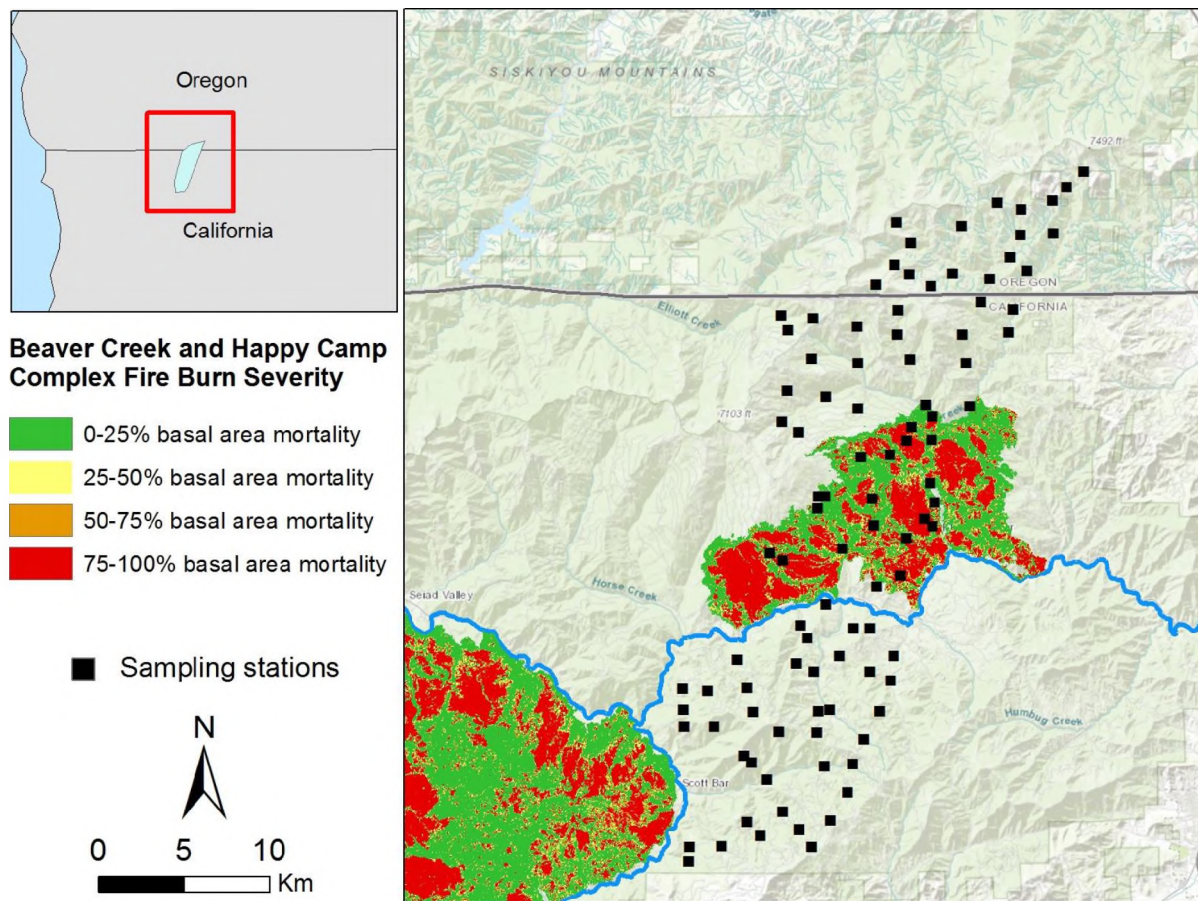 Oregon
California
Beaver Creek and Happy Camp
Complex Fire Burn Severity
0-25% basal area mortality
25-50% basal area mortality
50-75% basal area mortality
75-100% basal area mortality
Sampling stations
N
0 5 10
Km
SISKIYOU MOUNTAINS
7492 ft
OREGON
CALIFORNIA
Elliott Creek
7103 ft
Creek
Horse Creek
Seiad Valley
Humbug Creek
Scott Bar